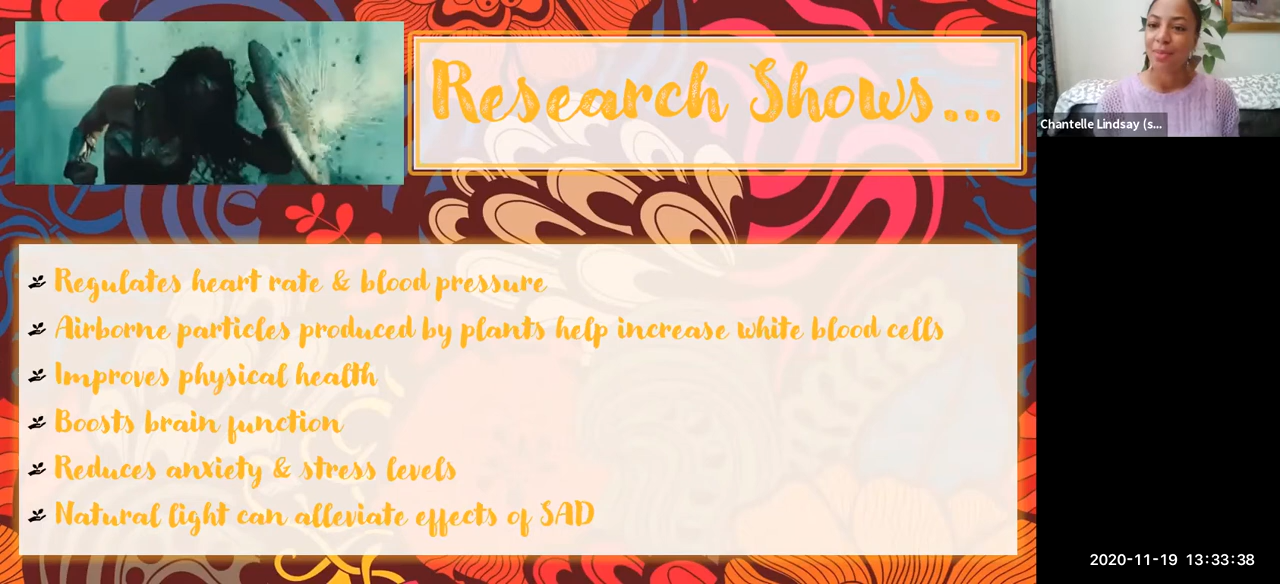 Research Shows...
Chantelle Lindsay (s...
Regulates heart rate & blood pressure
Airborne particles produced by plants help increase white blood cells
Improves physical health
Boosts brain function
Reduces anxiety & stress levels
Natural light can alleviate effects of SAD
2020-11-19 13:33:38